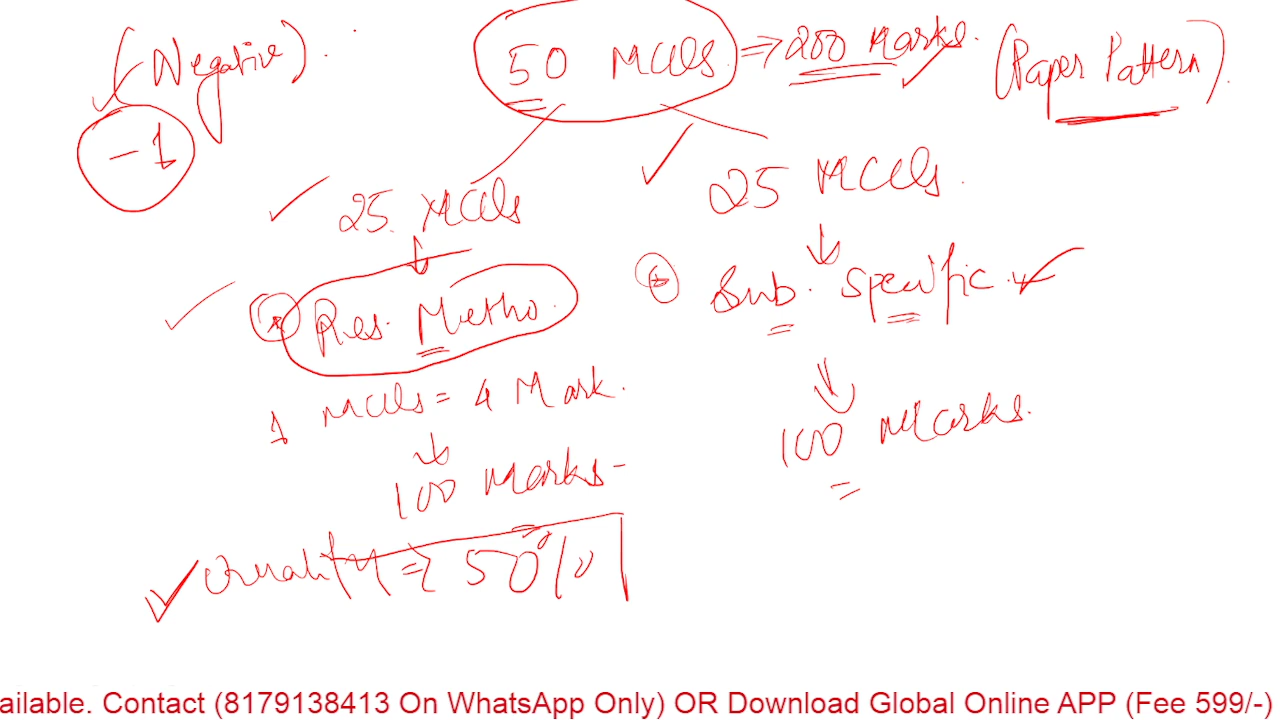 (Negative).
50 MCQs => 200 Marks.
(Paper Pattern).
-1
25 MCQs
25 MCQs.
Res. Metho.
Sub. Specific.
1 MCQs = 4 Mark.
100 Marks
100 Marks.
Qualify => 50%
ailable. Contact (8179138413 On WhatsApp Only) OR Download Global Online APP (Fee 599/-)